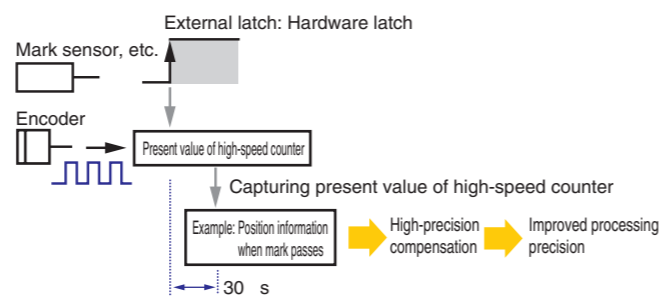 External latch: Hardware latch
Mark sensor, etc.
Encoder
Present value of high-speed counter
Capturing present value of high-speed counter
Example: Position information
when mark passes
High-precision
compensation
Improved processing
precision
30 s